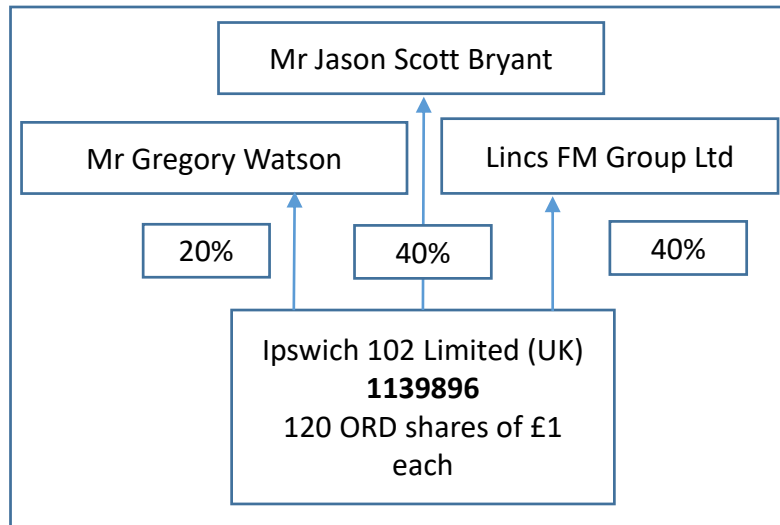 Mr Jason Scott Bryant
Mr Gregory Watson
Lincs FM Group Ltd
20%
40%
40%
Ipswich 102 Limited (UK)
1139896
120 ORD shares of £1
each